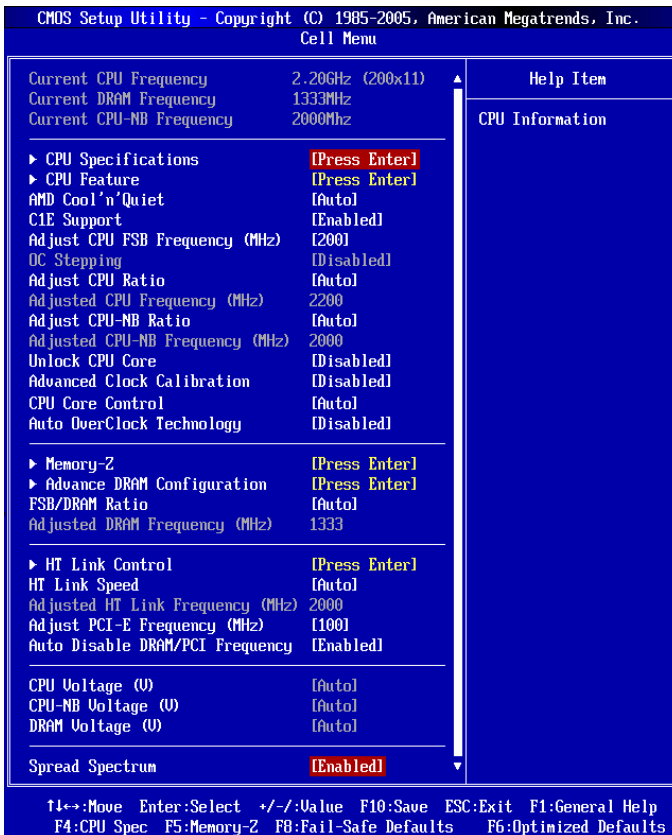 CMOS Setup Utility - Copyright (C) 1985-2005, American Megatrends, Inc.
Cell Menu
Current CPU Frequency 2.20GHz (200x11)
Current DRAM Frequency 1333MHz
Current CPU-NB Frequency 2000Mhz
▶ CPU Specifications [Press Enter]
▶ CPU Feature [Press Enter]
AMD Cool'n'Quiet [Auto]
C1E Support [Enabled]
Adjust CPU FSB Frequency (MHz) [200]
OC Stepping [Disabled]
Adjust CPU Ratio [Auto]
Adjusted CPU Frequency (MHz) 2200
Adjust CPU-NB Ratio [Auto]
Adjusted CPU-NB Frequency (MHz) 2000
Unlock CPU Core [Disabled]
Advanced Clock Calibration [Disabled]
CPU Core Control [Auto]
Auto OverClock Technology [Disabled]
▶ Memory-Z [Press Enter]
▶ Advance DRAM Configuration [Press Enter]
FSB/DRAM Ratio [Auto]
Adjusted DRAM Frequency (MHz) 1333
▶ HT Link Control [Press Enter]
HT Link Speed [Auto]
Adjusted HT Link Frequency (MHz) 2000
Adjust PCI-E Frequency (MHz) [100]
Auto Disable DRAM/PCI Frequency [Enabled]
CPU Voltage (V) [Auto]
CPU-NB Voltage (V) [Auto]
DRAM Voltage (V) [Auto]
Spread Spectrum [Enabled]
Help Item
CPU Information
↑↓←→:Move Enter:Select +/-/:Value F10:Save ESC:Exit F1:General Help
F4:CPU Spec F5:Memory-Z F8:Fail-Safe Defaults F6:Optimized Defaults